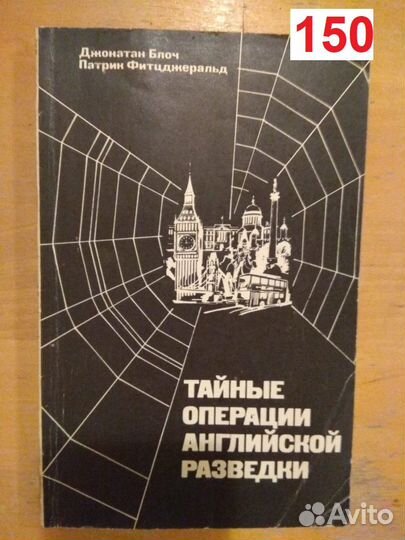 150
Джонатан Блоч
Патрик Фитцджеральд
ТАЙНЫЕ
ОПЕРАЦИИ
АНГЛИЙСКОЙ
РАЗВЕДКИ
Avito